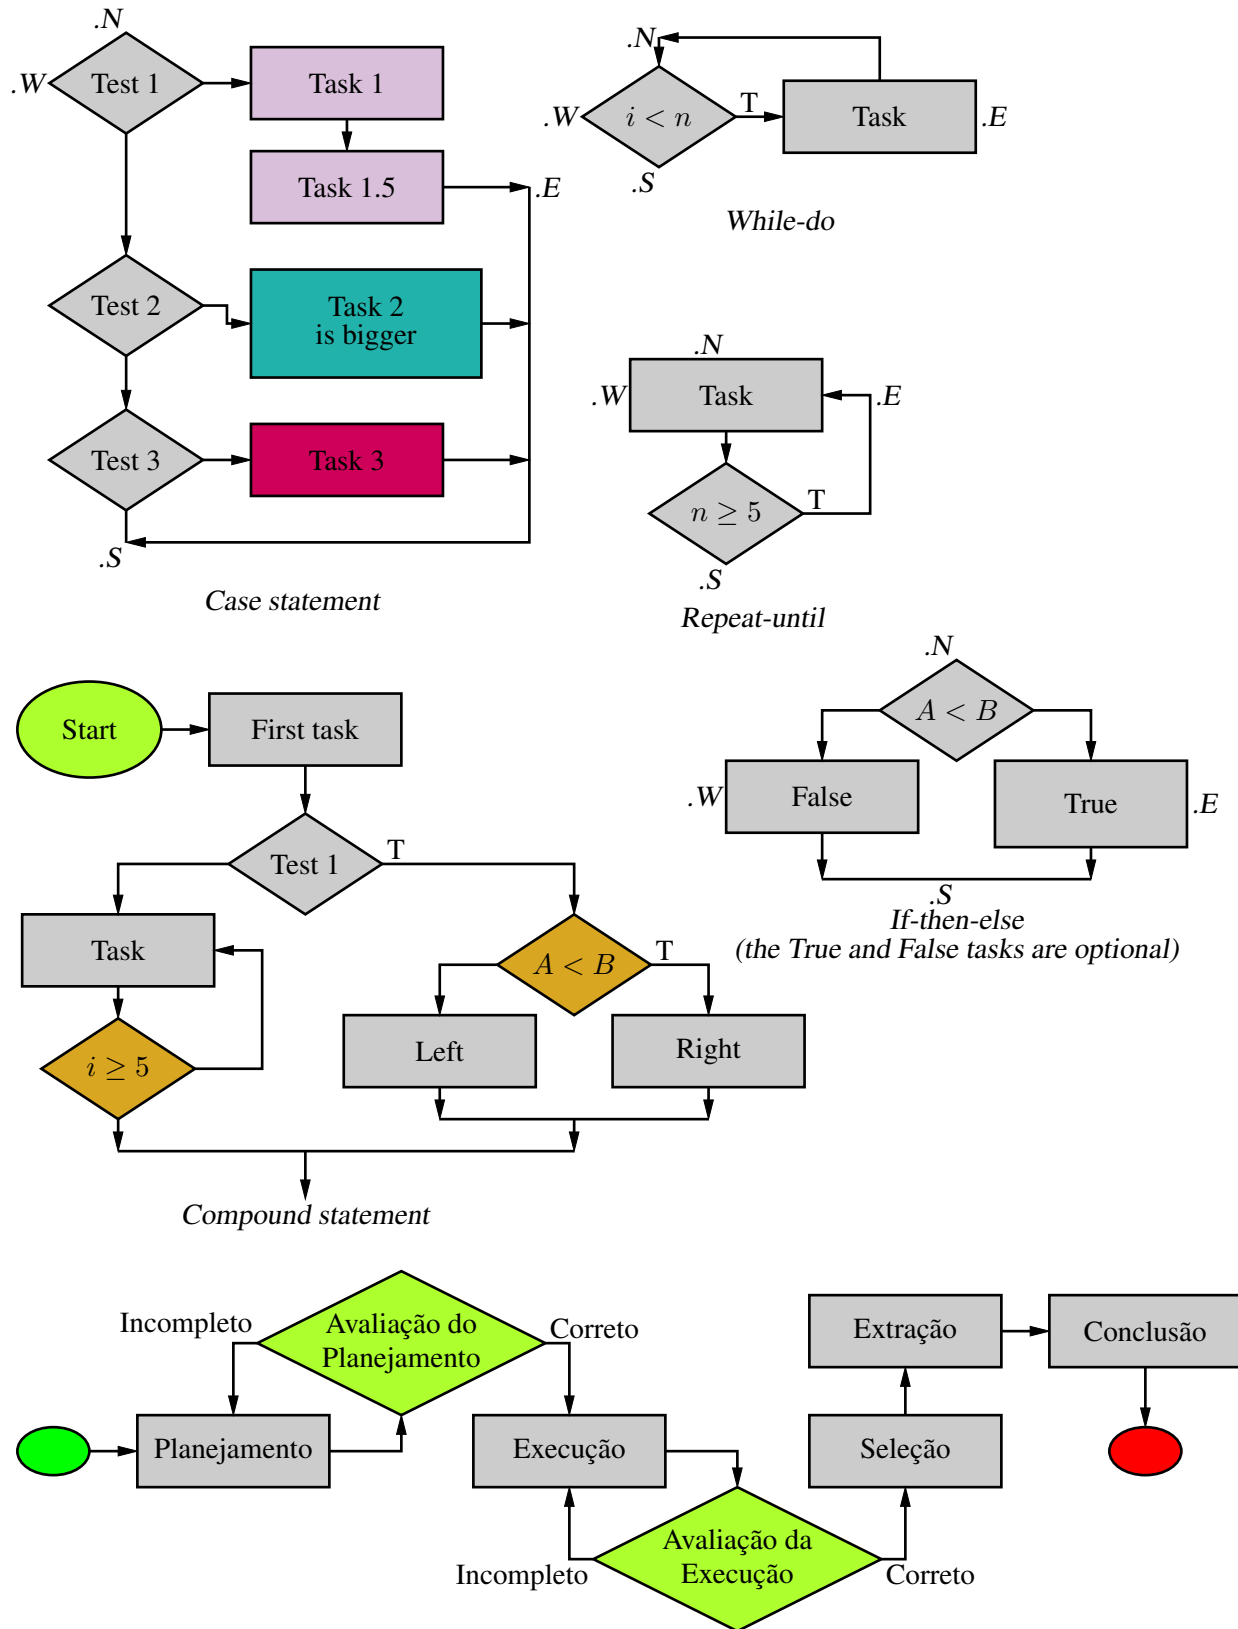 .N
.W
Test 1
Task 1
Task 1.5
.E
Test 2
Task 2
is bigger
Test 3
Task 3
.S
Case statement
.N
.W
i < n
T
Task
.E
.S
While-do
.N
.W
Task
.E
n ≥ 5
T
.S
Repeat-until
.N
A < B
.W
False
True
.E
.S
If-then-else
(the True and False tasks are optional)
Start
First task
Test 1
T
Task
A < B
T
i ≥ 5
Left
Right
Compound statement
Incompleto
Avaliação do
Planejamento
Correto
Planejamento
Execução
Incompleto
Avaliação da
Execução
Correto
Seleção
Extração
Conclusão